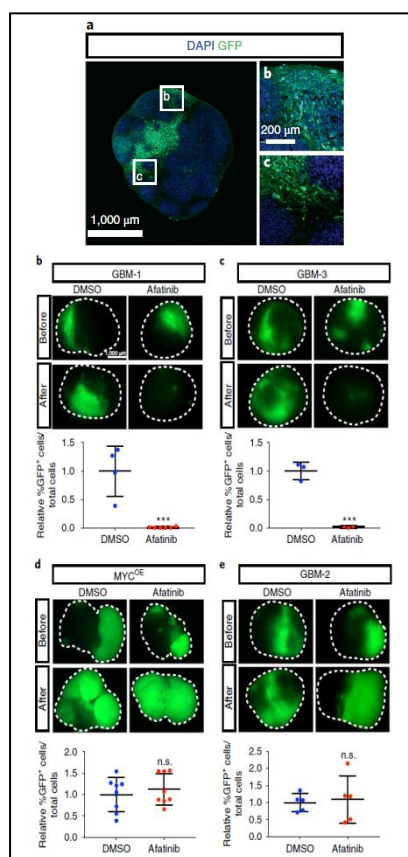 a
DAPI GFP
b
c
1,000 μm
b
200 μm
c
b
GBM-1
DMSO Afatinib
Before
1,000 μm
After
Relative %GFP+ cells/
total cells
1.5
1.0
0.5
0.0
***
DMSO Afatinib
c
GBM-3
DMSO Afatinib
Before
After
Relative %GFP+ cells/
total cells
1.5
1.0
0.5
0.0
***
DMSO Afatinib
d
MYCOE
DMSO Afatinib
Before
After
Relative %GFP+ cells/
total cells
2.0
1.5
1.0
0.5
0.0
n.s.
DMSO Afatinib
e
GBM-2
DMSO Afatinib
Before
After
Relative %GFP+ cells/
total cells
2.5
2.0
1.5
1.0
0.5
0.0
n.s.
DMSO Afatinib